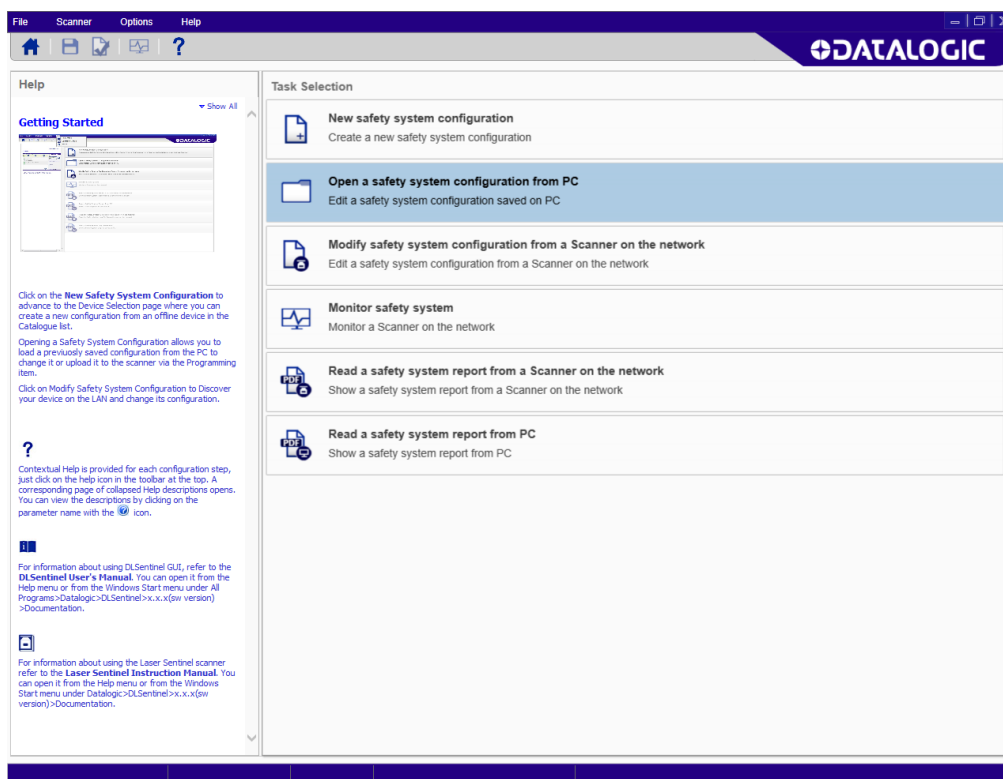 File Scanner Options Help
?
DATALOGIC
Help
Show All
Getting Started
Click on the New Safety System Configuration to
advance to the Device Selection page where you can
create a new configuration from an offline device in the
Catalogue list.
Opening a Safety System Configuration allows you to
load a previuosly saved configuration from the PC to
change it or upload it to the scanner via the Programming
item.
Click on Modify Safety System Configuration to Discover
your device on the LAN and change its configuration.
?
Contextual Help is provided for each configuration step,
just click on the help icon in the toolbar at the top. A
corresponding page of collapsed Help descriptions opens.
You can view the descriptions by clicking on the
parameter name with the ? icon.
For information about using DLSentinel GUI, refer to the
DLSentinel User's Manual. You can open it from the
Help menu or from the Windows Start menu under All
Programs>Datalogic>DLSentinel>x.x.x(sw version)
>Documentation.
For information about using the Laser Sentinel scanner
refer to the Laser Sentinel Instruction Manual. You
can open it from the Help menu or from the Windows
Start menu under Datalogic>DLSentinel>x.x.x(sw
version)>Documentation.
Task Selection
New safety system configuration
Create a new safety system configuration
Open a safety system configuration from PC
Edit a safety system configuration saved on PC
Modify safety system configuration from a Scanner on the network
Edit a safety system configuration from a Scanner on the network
Monitor safety system
Monitor a Scanner on the network
PDF
Read a safety system report from a Scanner on the network
Show a safety system report from a Scanner on the network
PDF
Read a safety system report from PC
Show a safety system report from PC